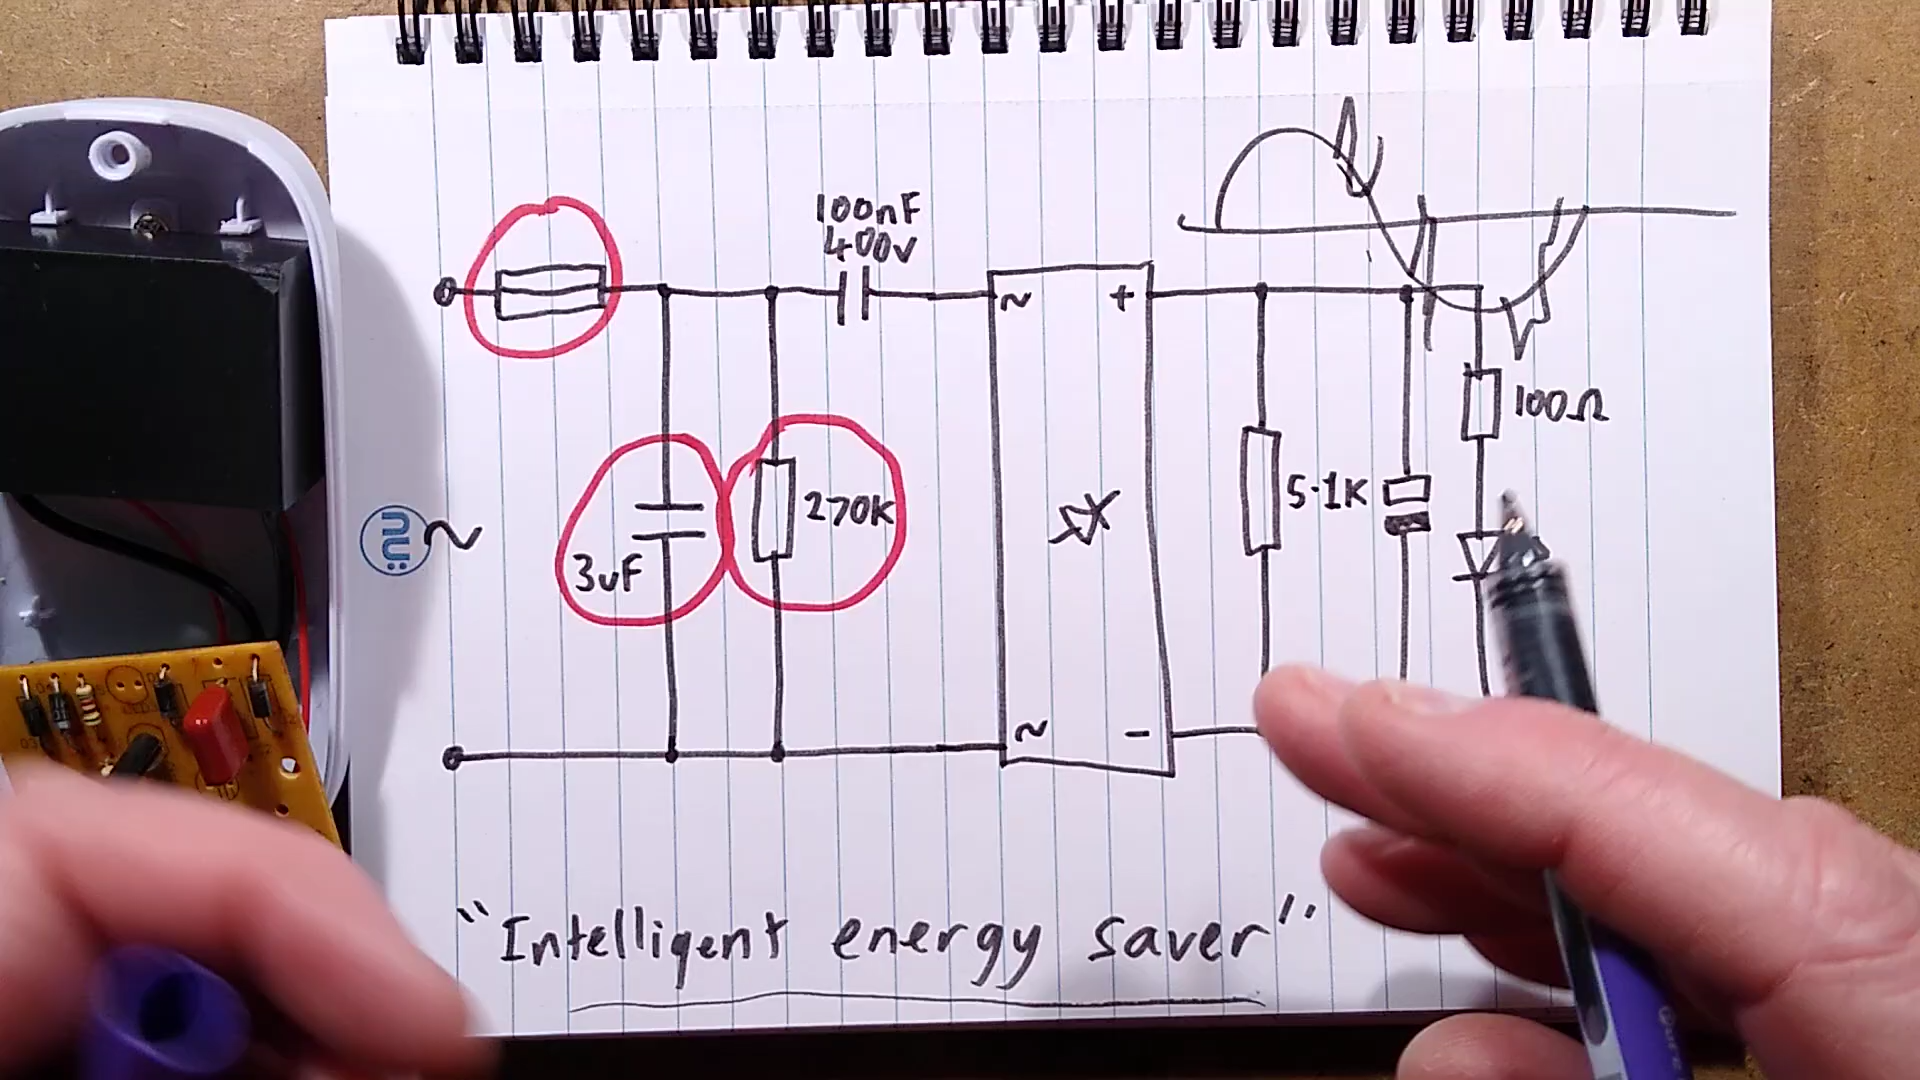 100nF
400v
~
+
100Ω
5.1K
270K
3uF
~
~
-
"Intelligent energy saver"